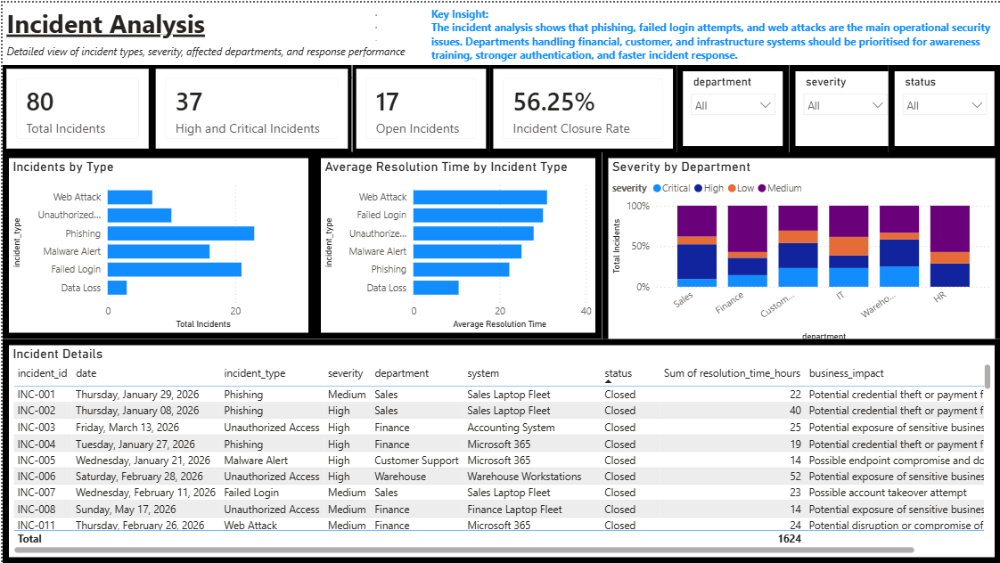 Incident Analysis
Detailed view of incident types, severity, affected departments, and response performance
Key Insight:
The incident analysis shows that phishing, failed login attempts, and web attacks are the main operational security
issues. Departments handling financial, customer, and infrastructure systems should be prioritised for awareness
training, stronger authentication, and faster incident response.
80
Total Incidents
37
High and Critical Incidents
17
Open Incidents
56.25%
Incident Closure Rate
department
All
severity
All
status
All
Incidents by Type
incident_type
Web Attack
Unauthorized...
Phishing
Malware Alert
Failed Login
Data Loss
0 20
Total Incidents
Average Resolution Time by Incident Type
incident_type
Web Attack
Failed Login
Unauthorize...
Malware Alert
Phishing
Data Loss
0 20 40
Average Resolution Time
Severity by Department
severity Critical High Low Medium
Total Incidents
100%
50%
0%
Sales Finance Custom... IT Wareho... HR
department
Incident Details
incident_id date incident_type severity department system status Sum of resolution_time_hours business_impact
INC-001 Thursday, January 29, 2026 Phishing Medium Sales Sales Laptop Fleet Closed 22 Potential credential theft or payment f
INC-002 Thursday, January 08, 2026 Phishing High Sales Sales Laptop Fleet Closed 40 Potential credential theft or payment f
INC-003 Friday, March 13, 2026 Unauthorized Access High Finance Accounting System Closed 25 Potential exposure of sensitive busines
INC-004 Tuesday, January 27, 2026 Phishing High Finance Microsoft 365 Closed 19 Potential credential theft or payment f
INC-005 Wednesday, January 21, 2026 Malware Alert High Customer Support Microsoft 365 Closed 14 Possible endpoint compromise and do
INC-006 Saturday, February 28, 2026 Unauthorized Access High Warehouse Warehouse Workstations Closed 52 Potential exposure of sensitive busines
INC-007 Wednesday, February 11, 2026 Failed Login Medium Sales Sales Laptop Fleet Closed 23 Possible account takeover attempt
INC-008 Sunday, May 17, 2026 Unauthorized Access Medium Finance Finance Laptop Fleet Closed 14 Potential exposure of sensitive busines
INC-011 Thursday, February 26, 2026 Web Attack Medium Finance Microsoft 365 Closed 24 Potential disruption or compromise of
Total 1624